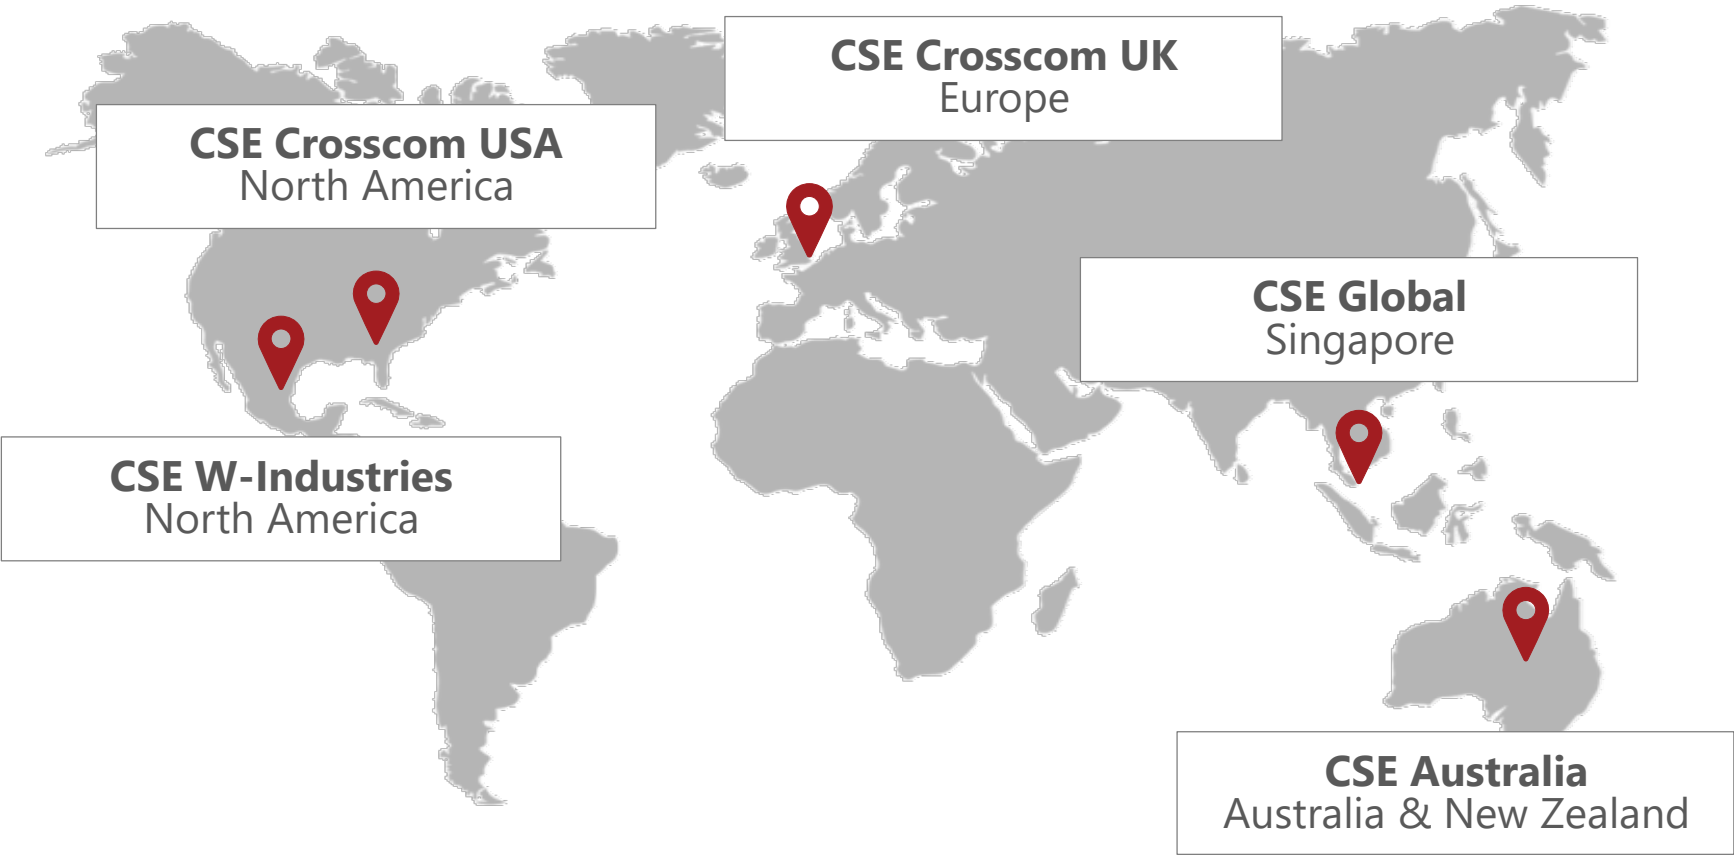 CSE Crosscom UK
Europe
CSE Crosscom USA
North America
CSE Global
Singapore
CSE W-Industries
North America
CSE Australia
Australia & New Zealand